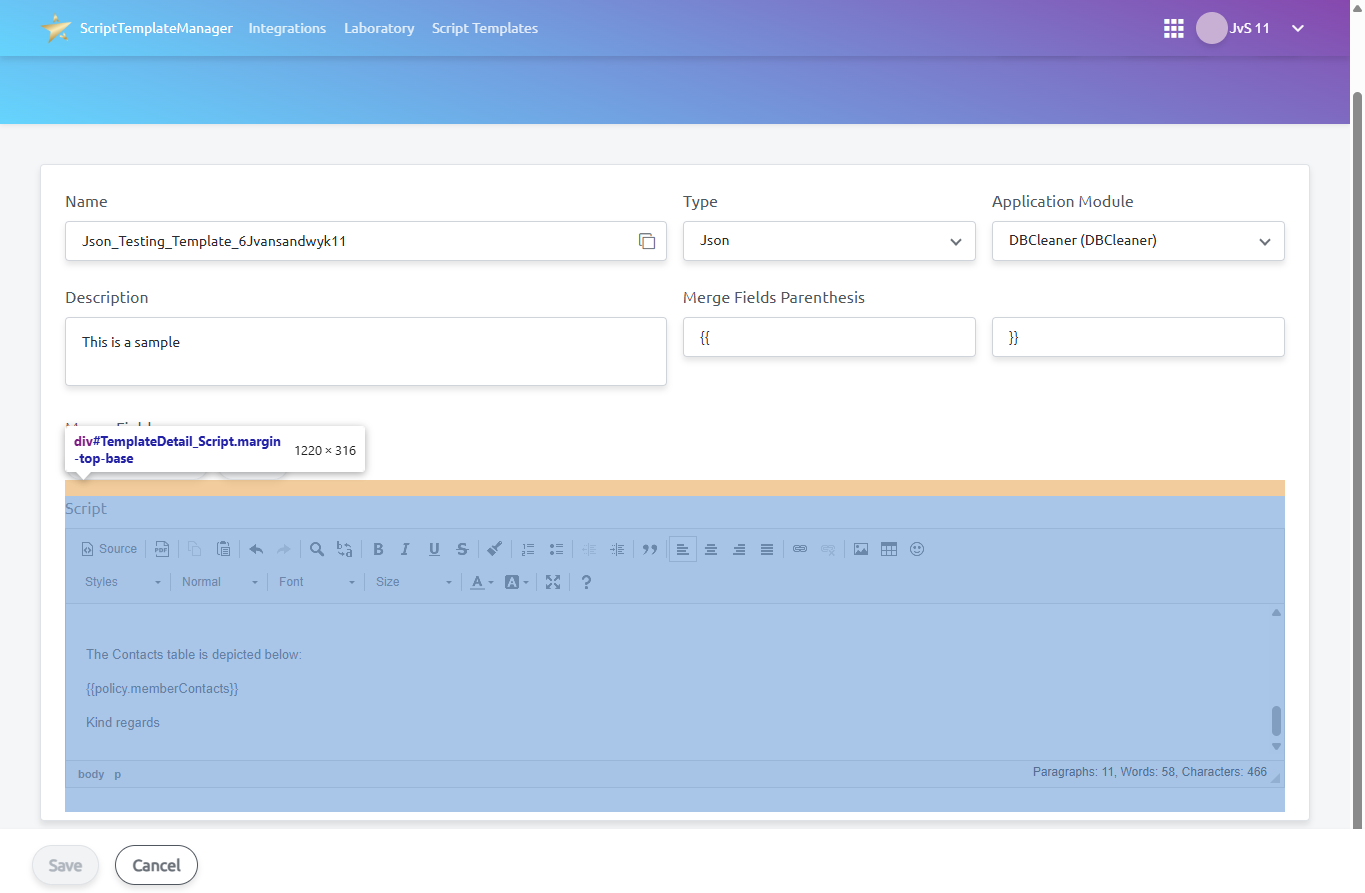 ScriptTemplateManager Integrations Laboratory Script Templates JvS 11
Name Type Application Module
Json_Testing_Template_6Jvansandwyk11 Json DBCleaner (DBCleaner)
Description Merge Fields Parenthesis
This is a sample {{ }}
div#TemplateDetail_Script.margin
-top-base 1220 × 316
Script
Source
Styles Normal Font Size
The Contacts table is depicted below:
{{policy.memberContacts}}
Kind regards
body p Paragraphs: 11, Words: 58, Characters: 466
Save Cancel